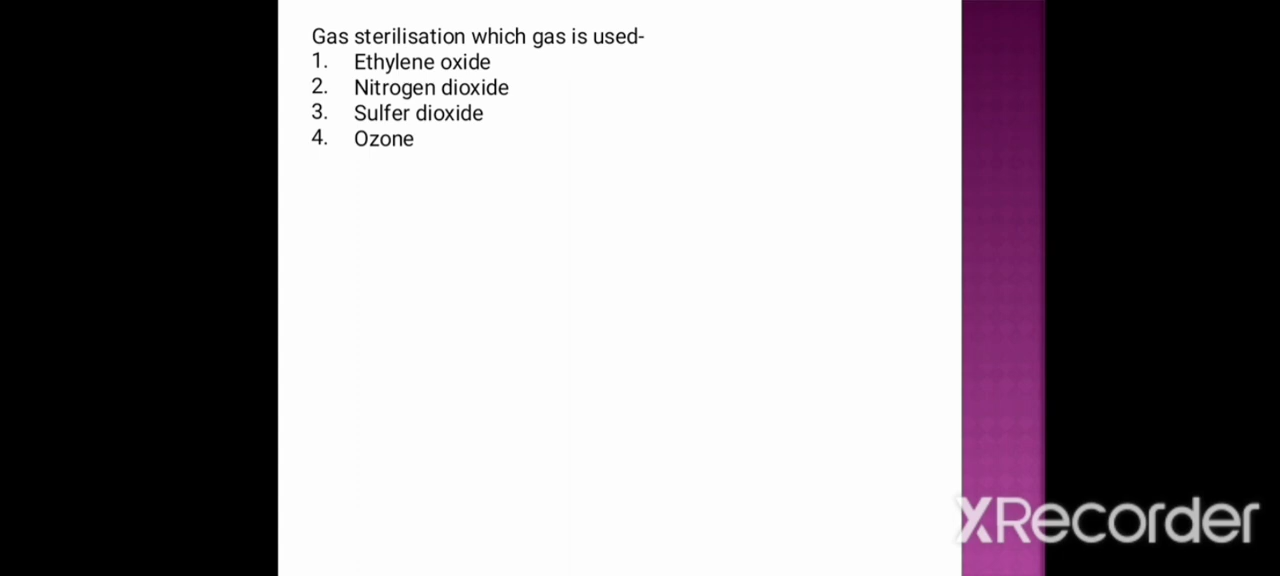 Gas sterilisation which gas is used-
1. Ethylene oxide
2. Nitrogen dioxide
3. Sulfer dioxide
4. Ozone
XRecorder